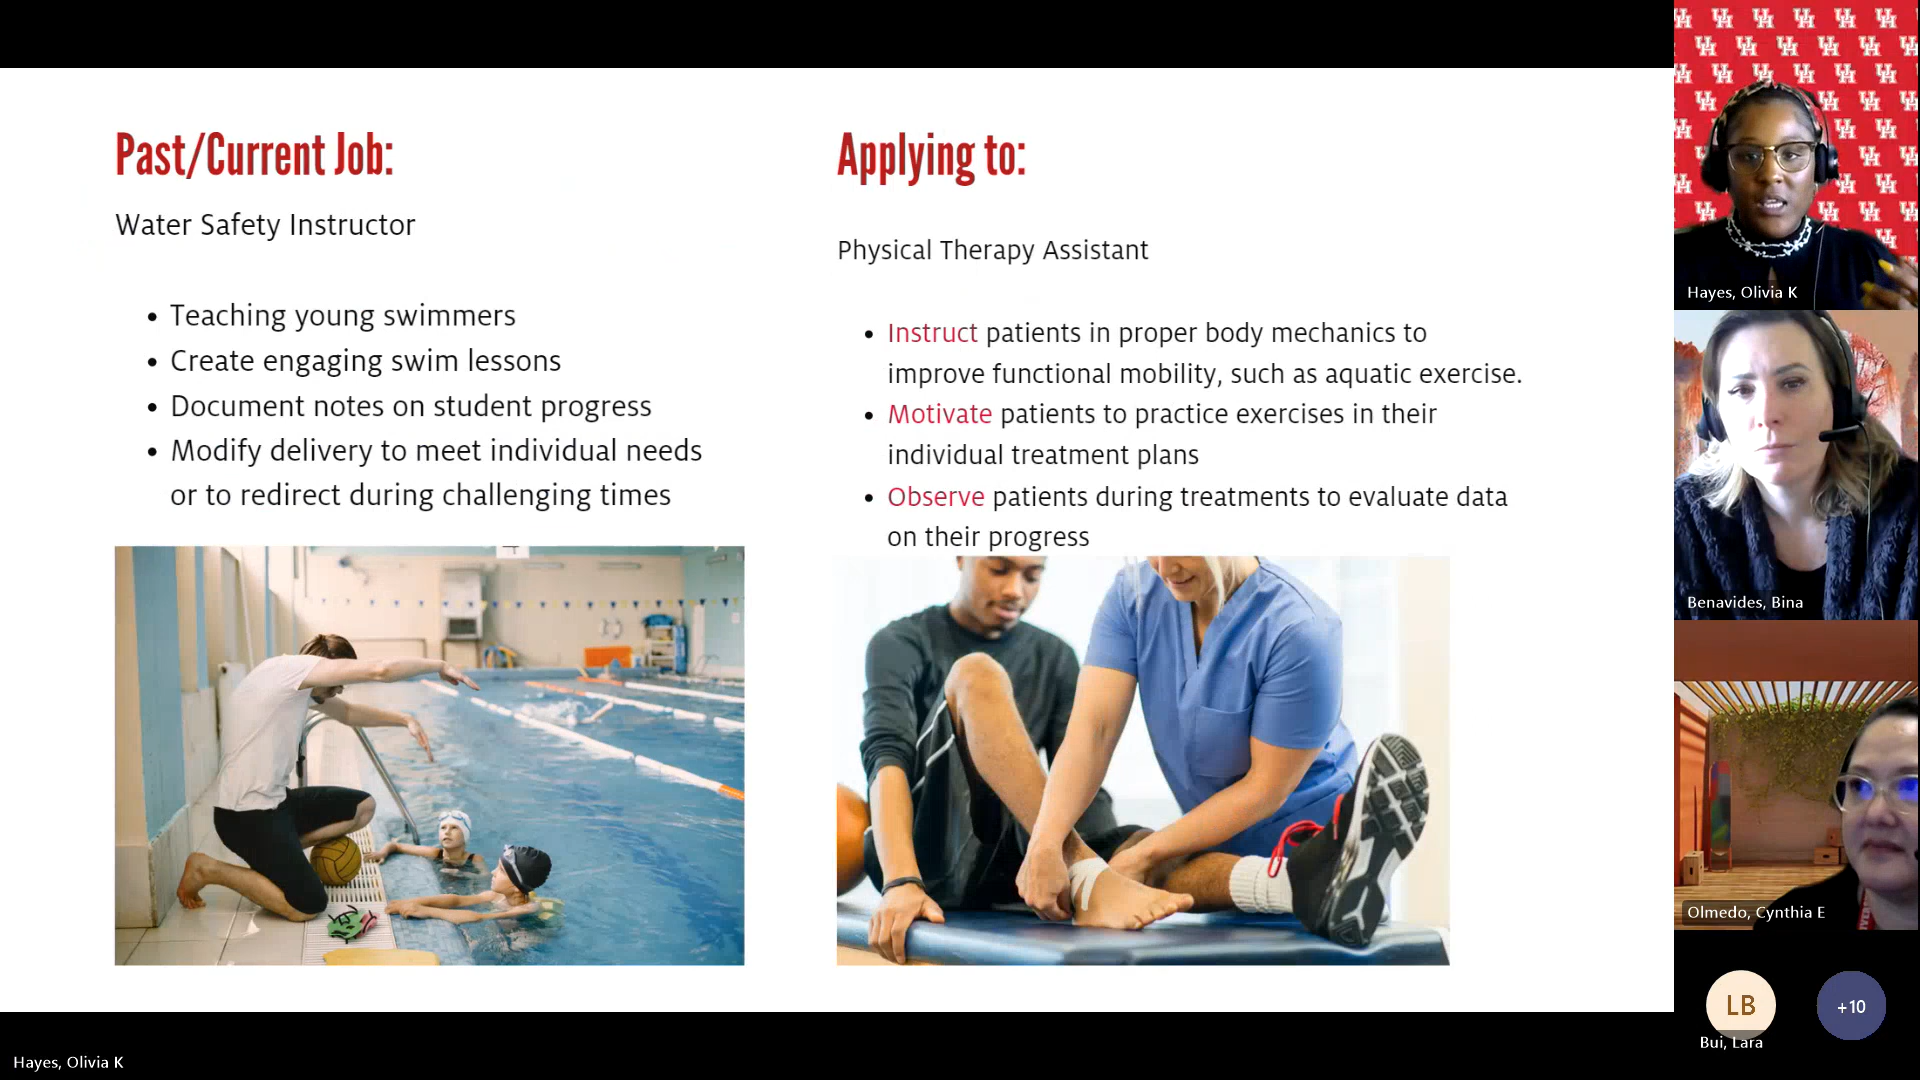 Past/Current Job:
Water Safety Instructor
• Teaching young swimmers
• Create engaging swim lessons
• Document notes on student progress
• Modify delivery to meet individual needs
or to redirect during challenging times
Applying to:
Physical Therapy Assistant
• Instruct patients in proper body mechanics to
improve functional mobility, such as aquatic exercise.
• Motivate patients to practice exercises in their
individual treatment plans
• Observe patients during treatments to evaluate data
on their progress
Hayes, Olivia K
Benavides, Bina
Olmedo, Cynthia E
LB
+10
Bui, Lara
Hayes, Olivia K